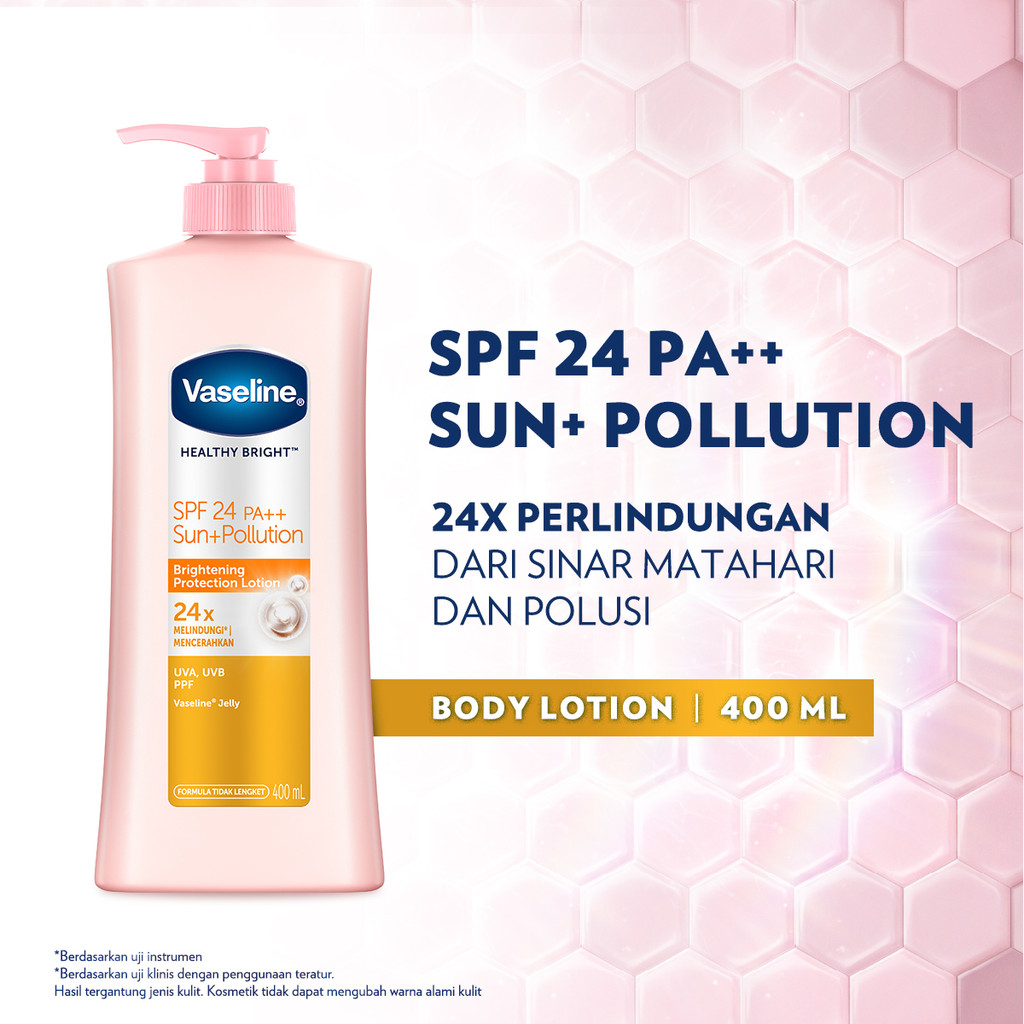 Vaseline®
HEALTHY BRIGHT™
SPF 24 PA++
Sun+Pollution
Brightening
Protection Lotion
24x
MELINDUNGI* |
MENCERAHKAN
UVA, UVB
PPF
Vaseline® Jelly
FORMULA TIDAK LENGKET 400 mL
SPF 24 PA++
SUN+ POLLUTION
24X PERLINDUNGAN
DARI SINAR MATAHARI
DAN POLUSI
BODY LOTION | 400 ML
*Berdasarkan uji instrumen
*Berdasarkan uji klinis dengan penggunaan teratur.
Hasil tergantung jenis kulit. Kosmetik tidak dapat mengubah warna alami kulit